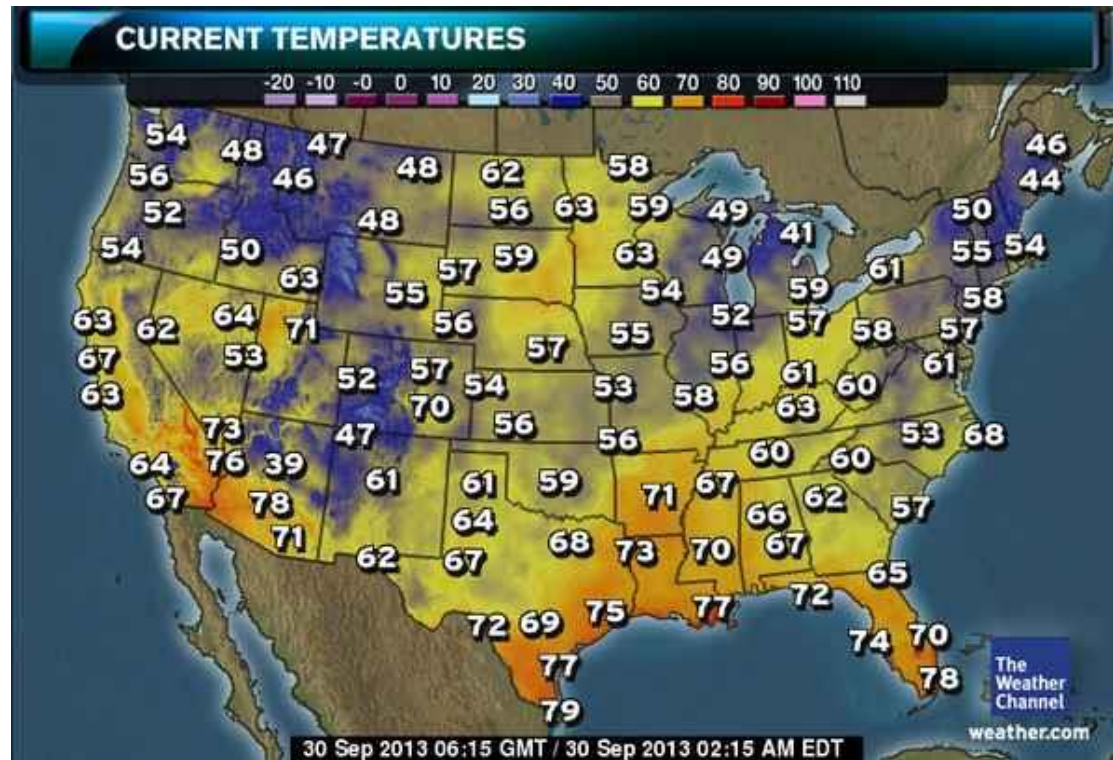 CURRENT TEMPERATURES
-20 -10 -0 0 10 20 30 40 50 60 70 80 90 100 110
54 48 47 48 62 58 46
56 46 44
52 48 56 63 59 49 50
54 50 59 63 49 41 55 54
63 55 57 54 59 61 58
63 62 64 71 56 55 52 57 58 57
67 53 52 57 57 56 61 61
63 70 54 53 58 60
73 47 56 56 63 53 68
64 76 39 61 61 59 60 60
67 78 64 71 67 62 57
71 62 67 68 73 70 66
67 65
72 69 75 77 72
77 74 70
79 78
The
Weather
Channel
weather.com
30 Sep 2013 06:15 GMT / 30 Sep 2013 02:15 AM EDT